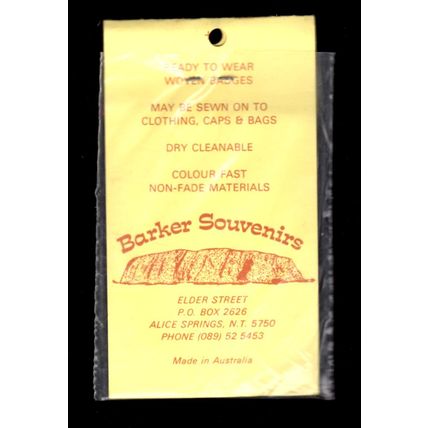 READY TO WEAR
WOVEN BADGES
MAY BE SEWN ON TO
CLOTHING, CAPS & BAGS
DRY CLEANABLE
COLOUR FAST
NON-FADE MATERIALS
Barker Souvenirs
ELDER STREET
P.O. BOX 2626
ALICE SPRINGS, N.T. 5750
PHONE (089) 52 5453
Made in Australia